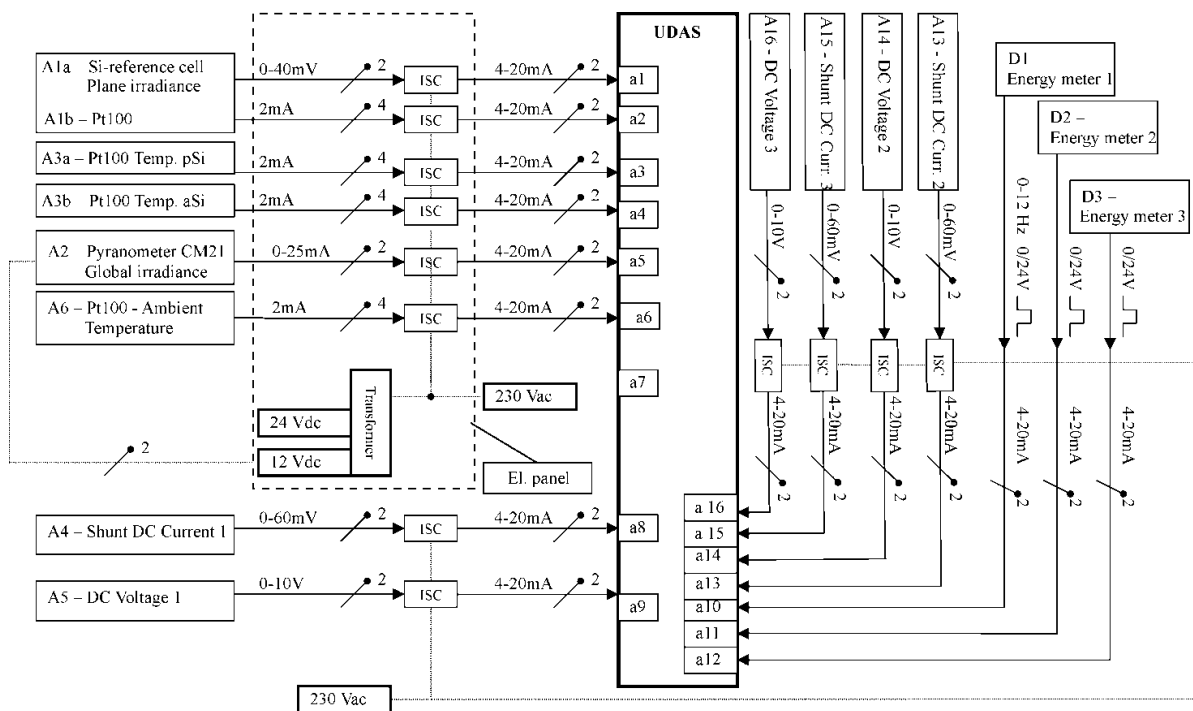 A1a Si-reference cell
Plane irradiance
A1b – Pt100
A3a – Pt100 Temp. pSi
A3b Pt100 Temp. aSi
A2 Pyranometer CM21
Global irradiance
A6 – Pt100 - Ambient
Temperature
A4 – Shunt DC Current 1
A5 – DC Voltage 1
0-40mV
2
ISC
4-20mA
2
a1
2mA
4
ISC
4-20mA
2
a2
2mA
4
ISC
4-20mA
2
a3
2mA
4
ISC
4-20mA
2
a4
0-25mA
2
ISC
4-20mA
2
a5
2mA
4
ISC
4-20mA
2
a6
a7
Transformer
24 Vdc
12 Vdc
230 Vac
2
El. panel
0-60mV
2
ISC
4-20mA
2
a8
0-10V
2
ISC
4-20mA
2
a9
230 Vac
UDAS
A16 - DC Voltage 3
A15 - Shunt DC Curr. 3
A14 - DC Voltage 2
A13 - Shunt DC Curr. 2
D1
Energy meter 1
D2 –
Energy meter 2
D3 –
Energy meter 3
0-10V
2
0-60mV
2
0-10V
2
0-60mV
2
0-12 Hz
0/24V
0/24V
0/24V
ISC
ISC
ISC
ISC
4-20mA
2
4-20mA
2
4-20mA
2
4-20mA
2
4-20mA
2
4-20mA
2
4-20mA
2
a 16
a 15
a14
a13
a10
a11
a12